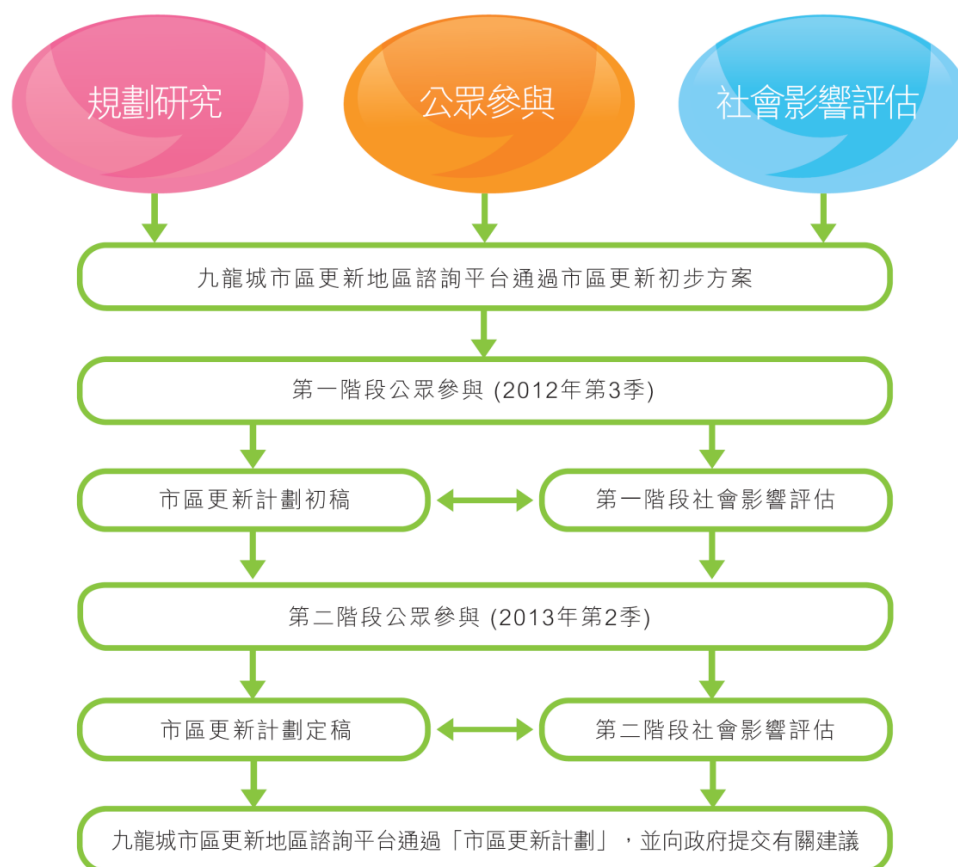 規劃研究
公眾參與
社會影響評估
九龍城市區更新地區諮詢平台通過市區更新初步方案
第一階段公眾參與 (2012年第3季)
市區更新計劃初稿
第一階段社會影響評估
第二階段公眾參與 (2013年第2季)
市區更新計劃定稿
第二階段社會影響評估
九龍城市區更新地區諮詢平台通過「市區更新計劃」，並向政府提交有關建議